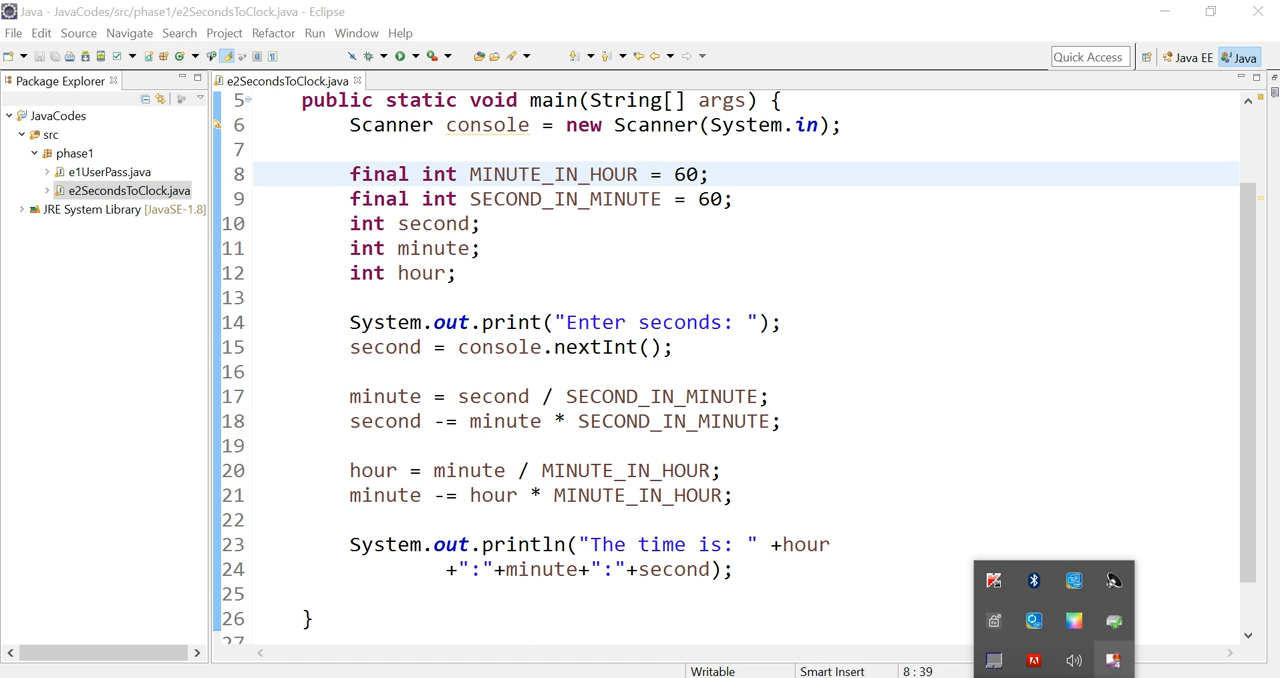 Java - JavaCodes/src/phase1/e2SecondsToClock.java - Eclipse
File Edit Source Navigate Search Project Refactor Run Window Help
Quick Access Java EE Java
Package Explorer
e2SecondsToClock.java
JavaCodes
src
phase1
e1UserPass.java
e2SecondsToClock.java
JRE System Library [JavaSE-1.8]
5 public static void main(String[] args) {
6 Scanner console = new Scanner(System.in);
7
8 final int MINUTE_IN_HOUR = 60;
9 final int SECOND_IN_MINUTE = 60;
10 int second;
11 int minute;
12 int hour;
13
14 System.out.print("Enter seconds: ");
15 second = console.nextInt();
16
17 minute = second / SECOND_IN_MINUTE;
18 second -= minute * SECOND_IN_MINUTE;
19
20 hour = minute / MINUTE_IN_HOUR;
21 minute -= hour * MINUTE_IN_HOUR;
22
23 System.out.println("The time is: " +hour
24 +":"+minute+":"+second);
25
26 }
27
Writable Smart Insert 8 : 39